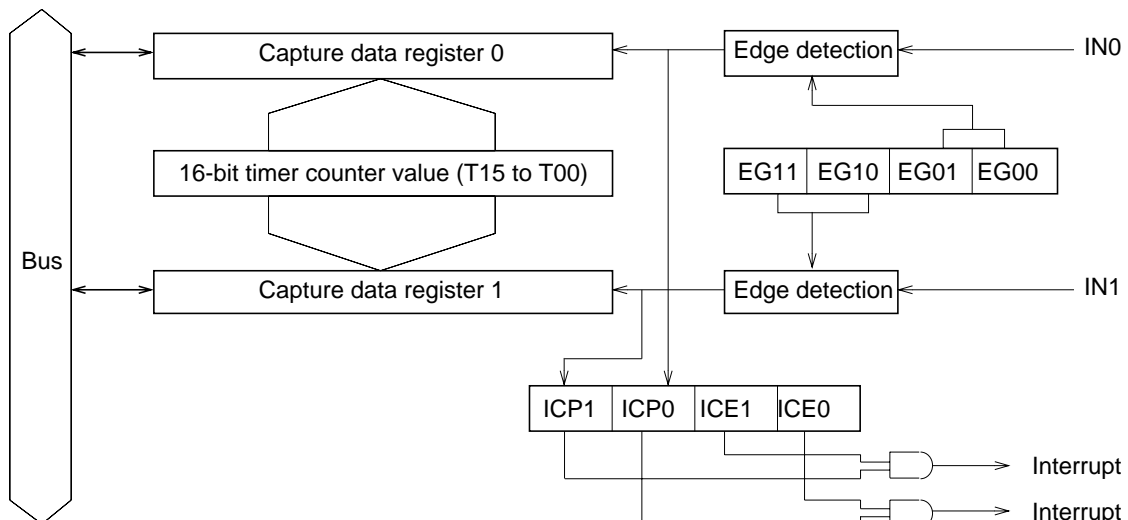 Capture data register 0
Edge detection
IN0
16-bit timer counter value (T15 to T00)
EG11 EG10 EG01 EG00
Bus
Capture data register 1
Edge detection
IN1
ICP1 ICP0 ICE1 ICE0
Interrupt
Interrupt